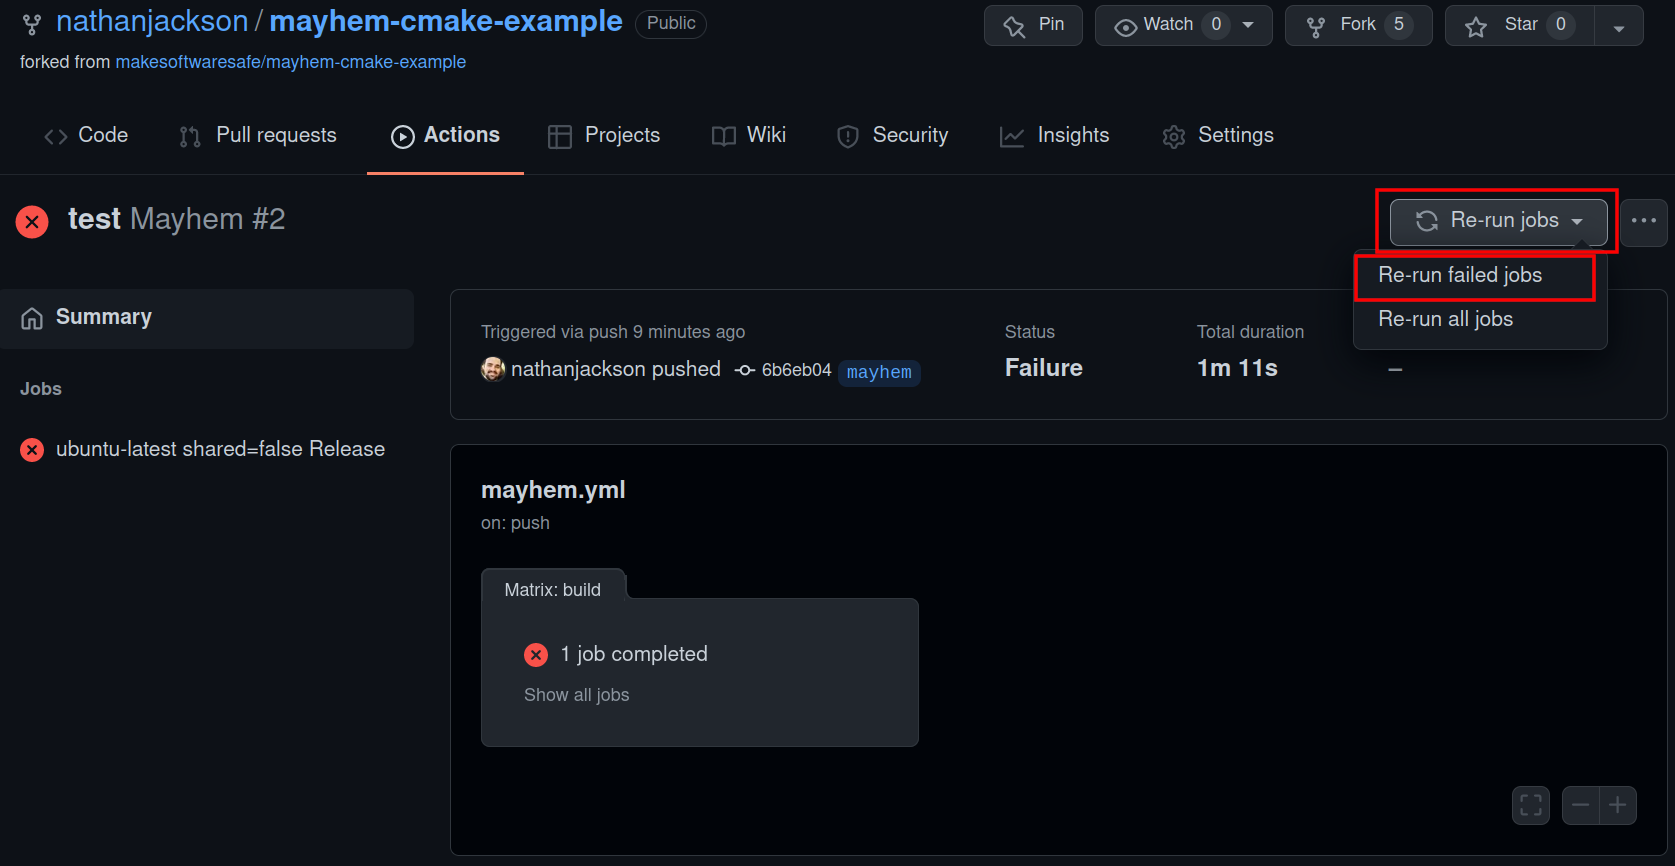 nathanjackson / mayhem-cmake-example Public
Pin Watch 0 Fork 5 Star 0
forked from makesoftwaresafe/mayhem-cmake-example
Code Pull requests Actions Projects Wiki Security Insights Settings
test Mayhem #2
Re-run jobs
Re-run failed jobs
Re-run all jobs
Summary
Jobs
ubuntu-latest shared=false Release
Triggered via push 9 minutes ago
nathanjackson pushed 6b6eb04 mayhem
Status
Failure
Total duration
1m 11s
–
mayhem.yml
on: push
Matrix: build
1 job completed
Show all jobs